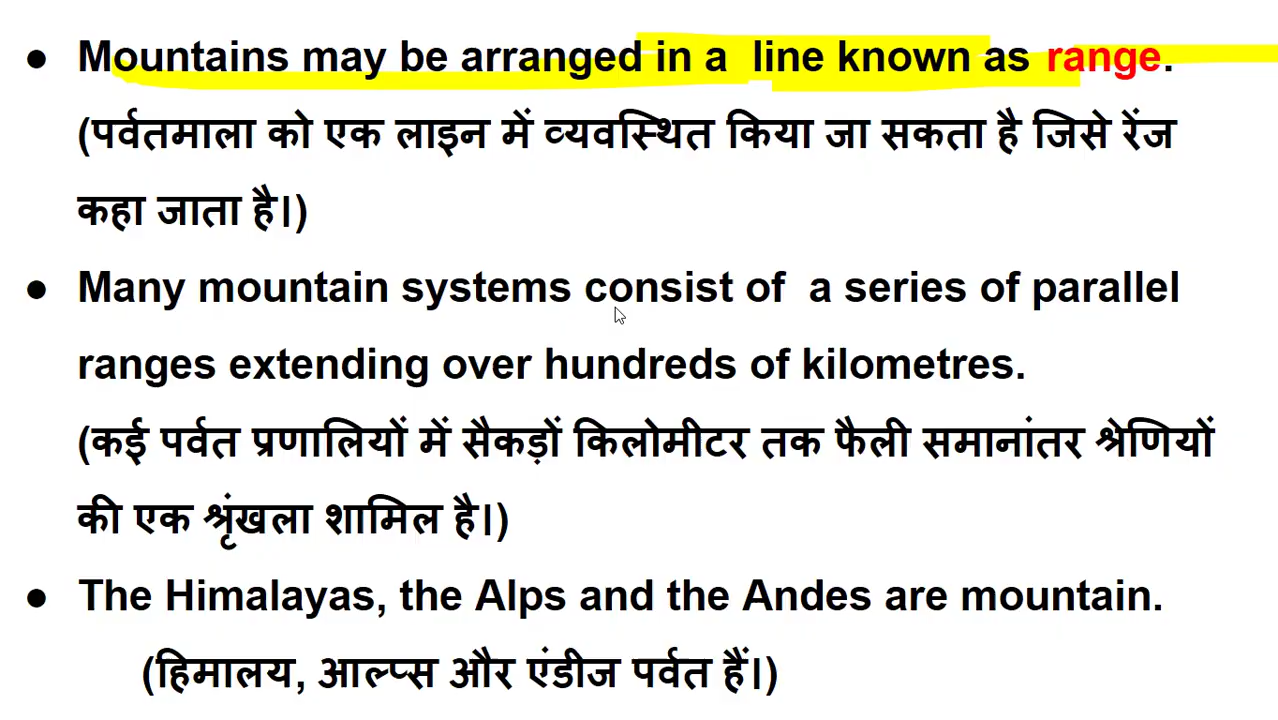 ● Mountains may be arranged in a line known as range.
(पर्वतमाला को एक लाइन में व्यवस्थित किया जा सकता है जिसे रेंज
कहा जाता है।)
● Many mountain systems consist of a series of parallel
ranges extending over hundreds of kilometres.
(कई पर्वत प्रणालियों में सैकड़ों किलोमीटर तक फैली समानांतर श्रेणियों
की एक श्रृंखला शामिल है।)
● The Himalayas, the Alps and the Andes are mountain.
(हिमालय, आल्प्स और एंडीज पर्वत हैं।)